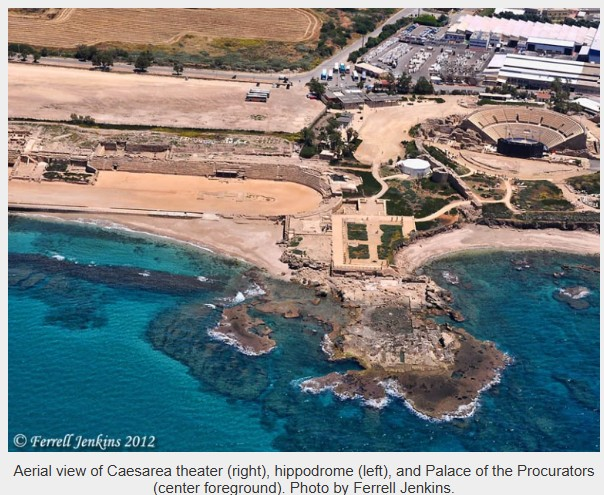 © Ferrell Jenkins 2012
Aerial view of Caesarea theater (right), hippodrome (left), and Palace of the Procurators
(center foreground). Photo by Ferrell Jenkins.